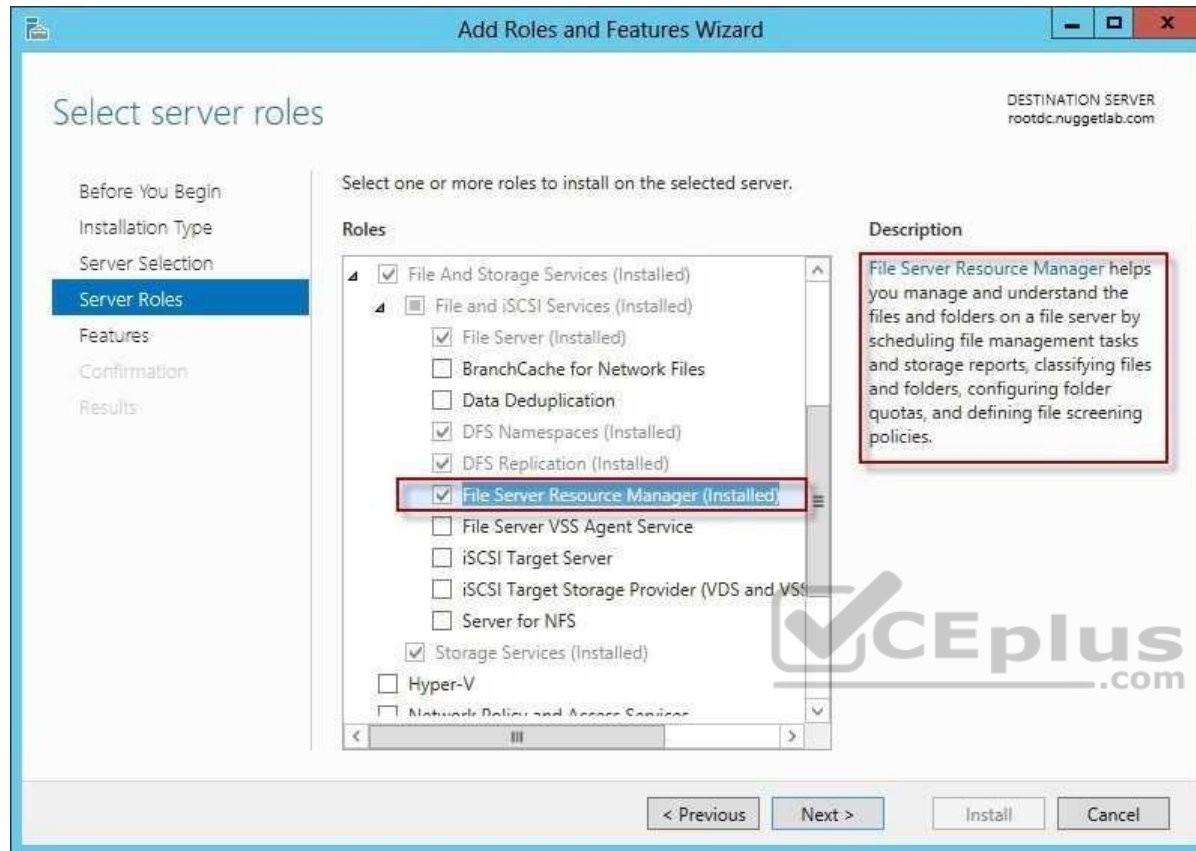 Add Roles and Features Wizard
Select server roles
DESTINATION SERVER
rootdc.nuggetlab.com
Before You Begin
Installation Type
Server Selection
Server Roles
Features
Confirmation
Results
Select one or more roles to install on the selected server.
Roles
File And Storage Services (Installed)
File and iSCSI Services (Installed)
File Server (Installed)
BranchCache for Network Files
Data Deduplication
DFS Namespaces (Installed)
DFS Replication (Installed)
File Server Resource Manager (Installed)
File Server VSS Agent Service
iSCSI Target Server
iSCSI Target Storage Provider (VDS and VSS
Server for NFS
Storage Services (Installed)
Hyper-V
Network Policy and Access Services
Description
File Server Resource Manager helps
you manage and understand the
files and folders on a file server by
scheduling file management tasks
and storage reports, classifying files
and folders, configuring folder
quotas, and defining file screening
policies.
VCEplus
.com
< Previous
Next >
Install
Cancel